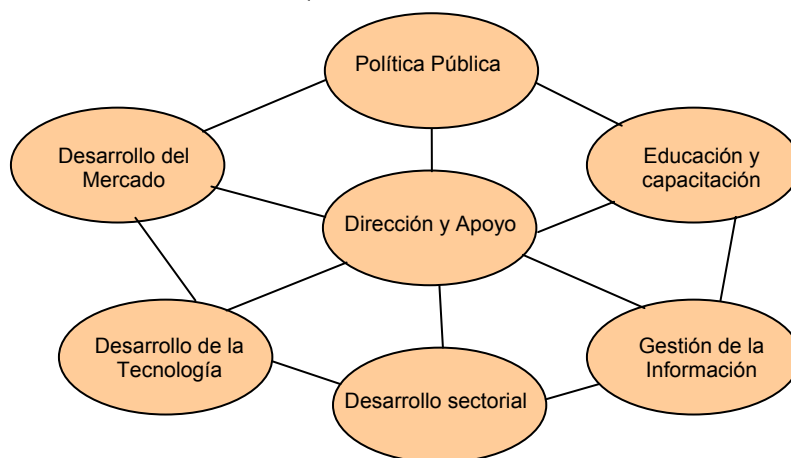 Política Pública
Desarrollo del
Mercado
Educación y
capacitación
Dirección y Apoyo
Desarrollo de la
Tecnología
Desarrollo sectorial
Gestión de la
Información